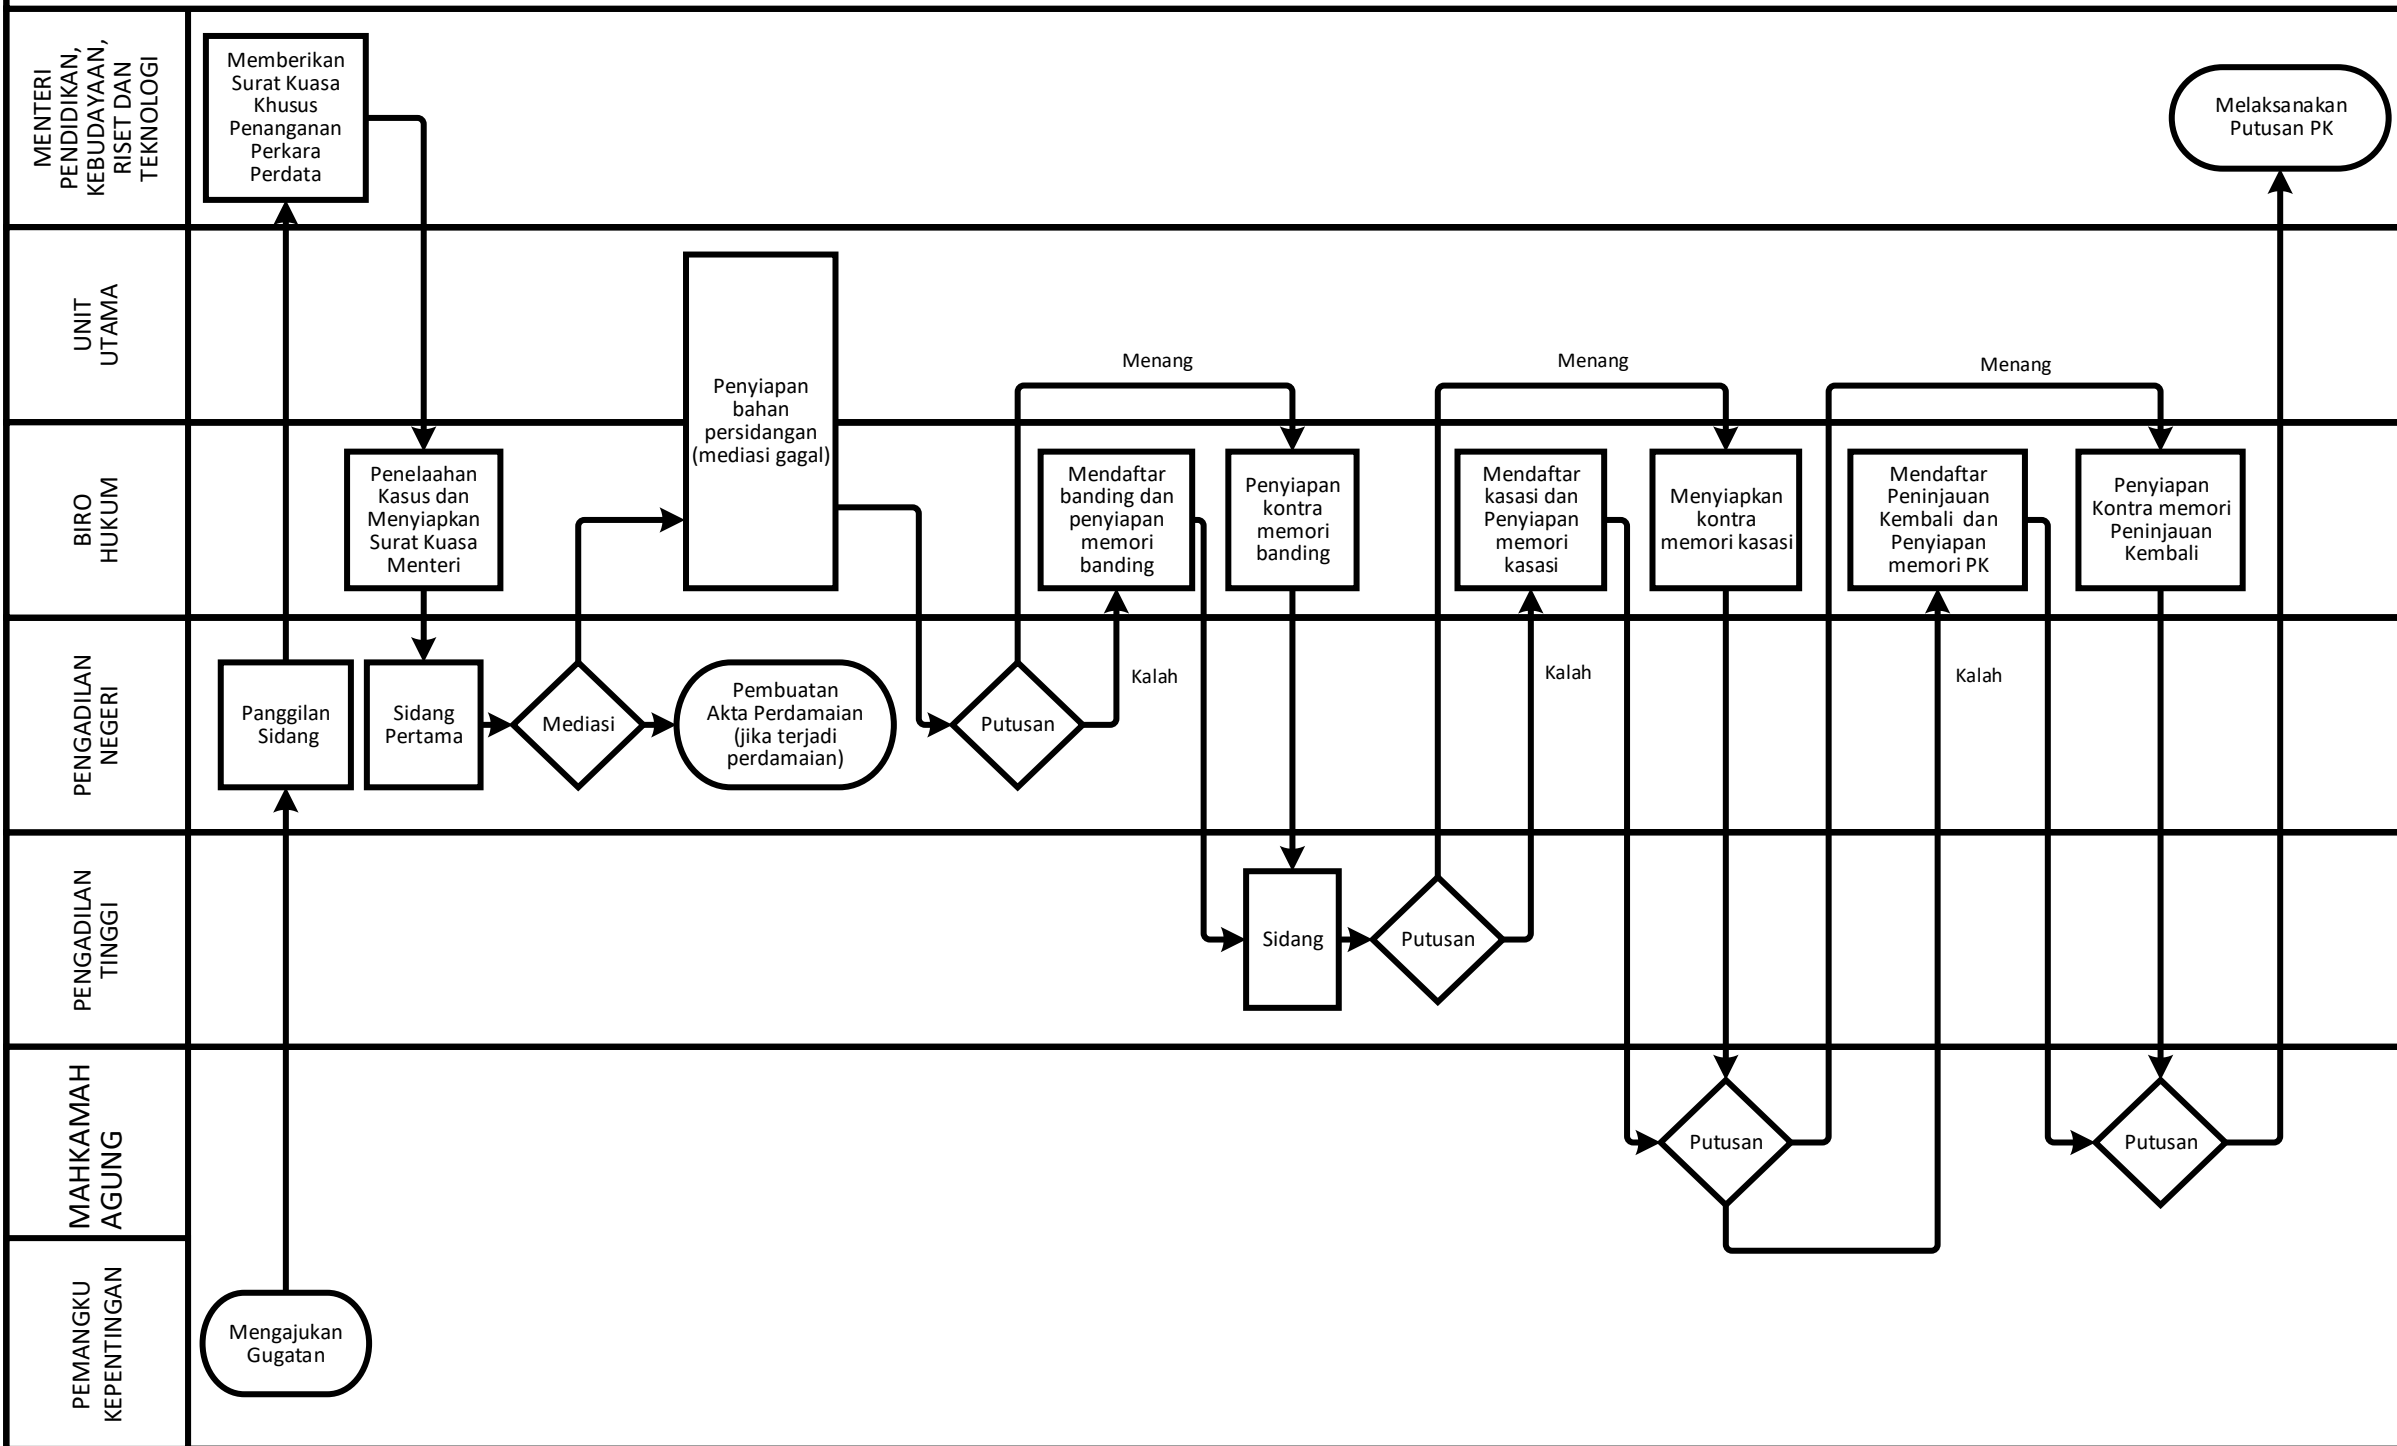 MENTERI
PENDIDIKAN,
KEBUDAYAAN,
RISET DAN
TEKNOLOGI
Memberikan
Surat Kuasa
Khusus
Penanganan
Perkara
Perdata
Melaksanakan
Putusan PK
UNIT
UTAMA
Menang
Menang
Menang
BIRO
HUKUM
Penelaahan
Kasus dan
Menyiapkan
Surat Kuasa
Menteri
Penyiapan
bahan
persidangan
(mediasi gagal)
Mendaftar
banding dan
penyiapan
memori
banding
Penyiapan
kontra
memori
banding
Mendaftar
kasasi dan
Penyiapan
memori
kasasi
Menyiapkan
kontra
memori kasasi
Mendaftar
Peninjauan
Kembali dan
Penyiapan
memori PK
Penyiapan
Kontra memori
Peninjauan
Kembali
PENGADILAN
NEGERI
Panggilan
Sidang
Sidang
Pertama
Mediasi
Pembuatan
Akta Perdamaian
(jika terjadi
perdamaian)
Putusan
Kalah
Kalah
Kalah
PENGADILAN
TINGGI
Sidang
Putusan
MAHKAMAH
AGUNG
Putusan
Putusan
PEMANGKU
KEPENTINGAN
Mengajukan
Gugatan